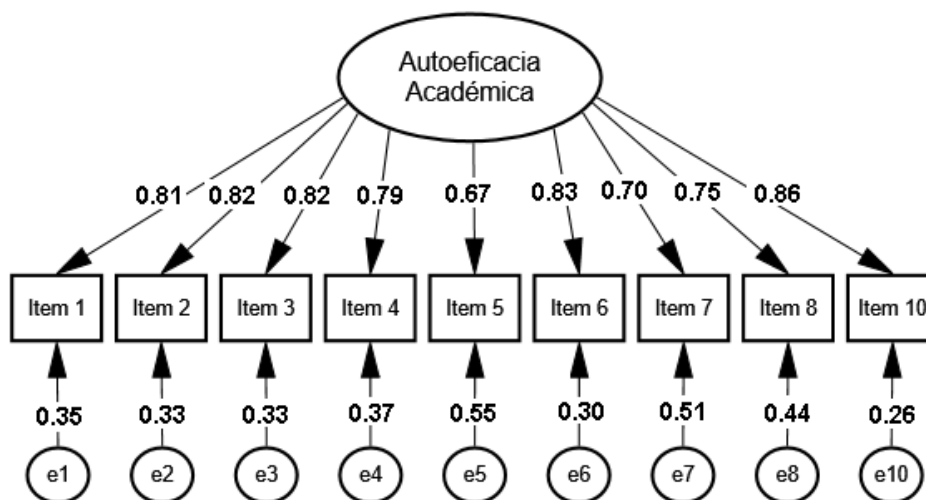 Autoeficacia
Académica
0.81 0.82 0.82 0.79 0.67 0.83 0.70 0.75 0.86
Item 1 Item 2 Item 3 Item 4 Item 5 Item 6 Item 7 Item 8 Item 10
0.35 0.33 0.33 0.37 0.55 0.30 0.51 0.44 0.26
e1 e2 e3 e4 e5 e6 e7 e8 e10